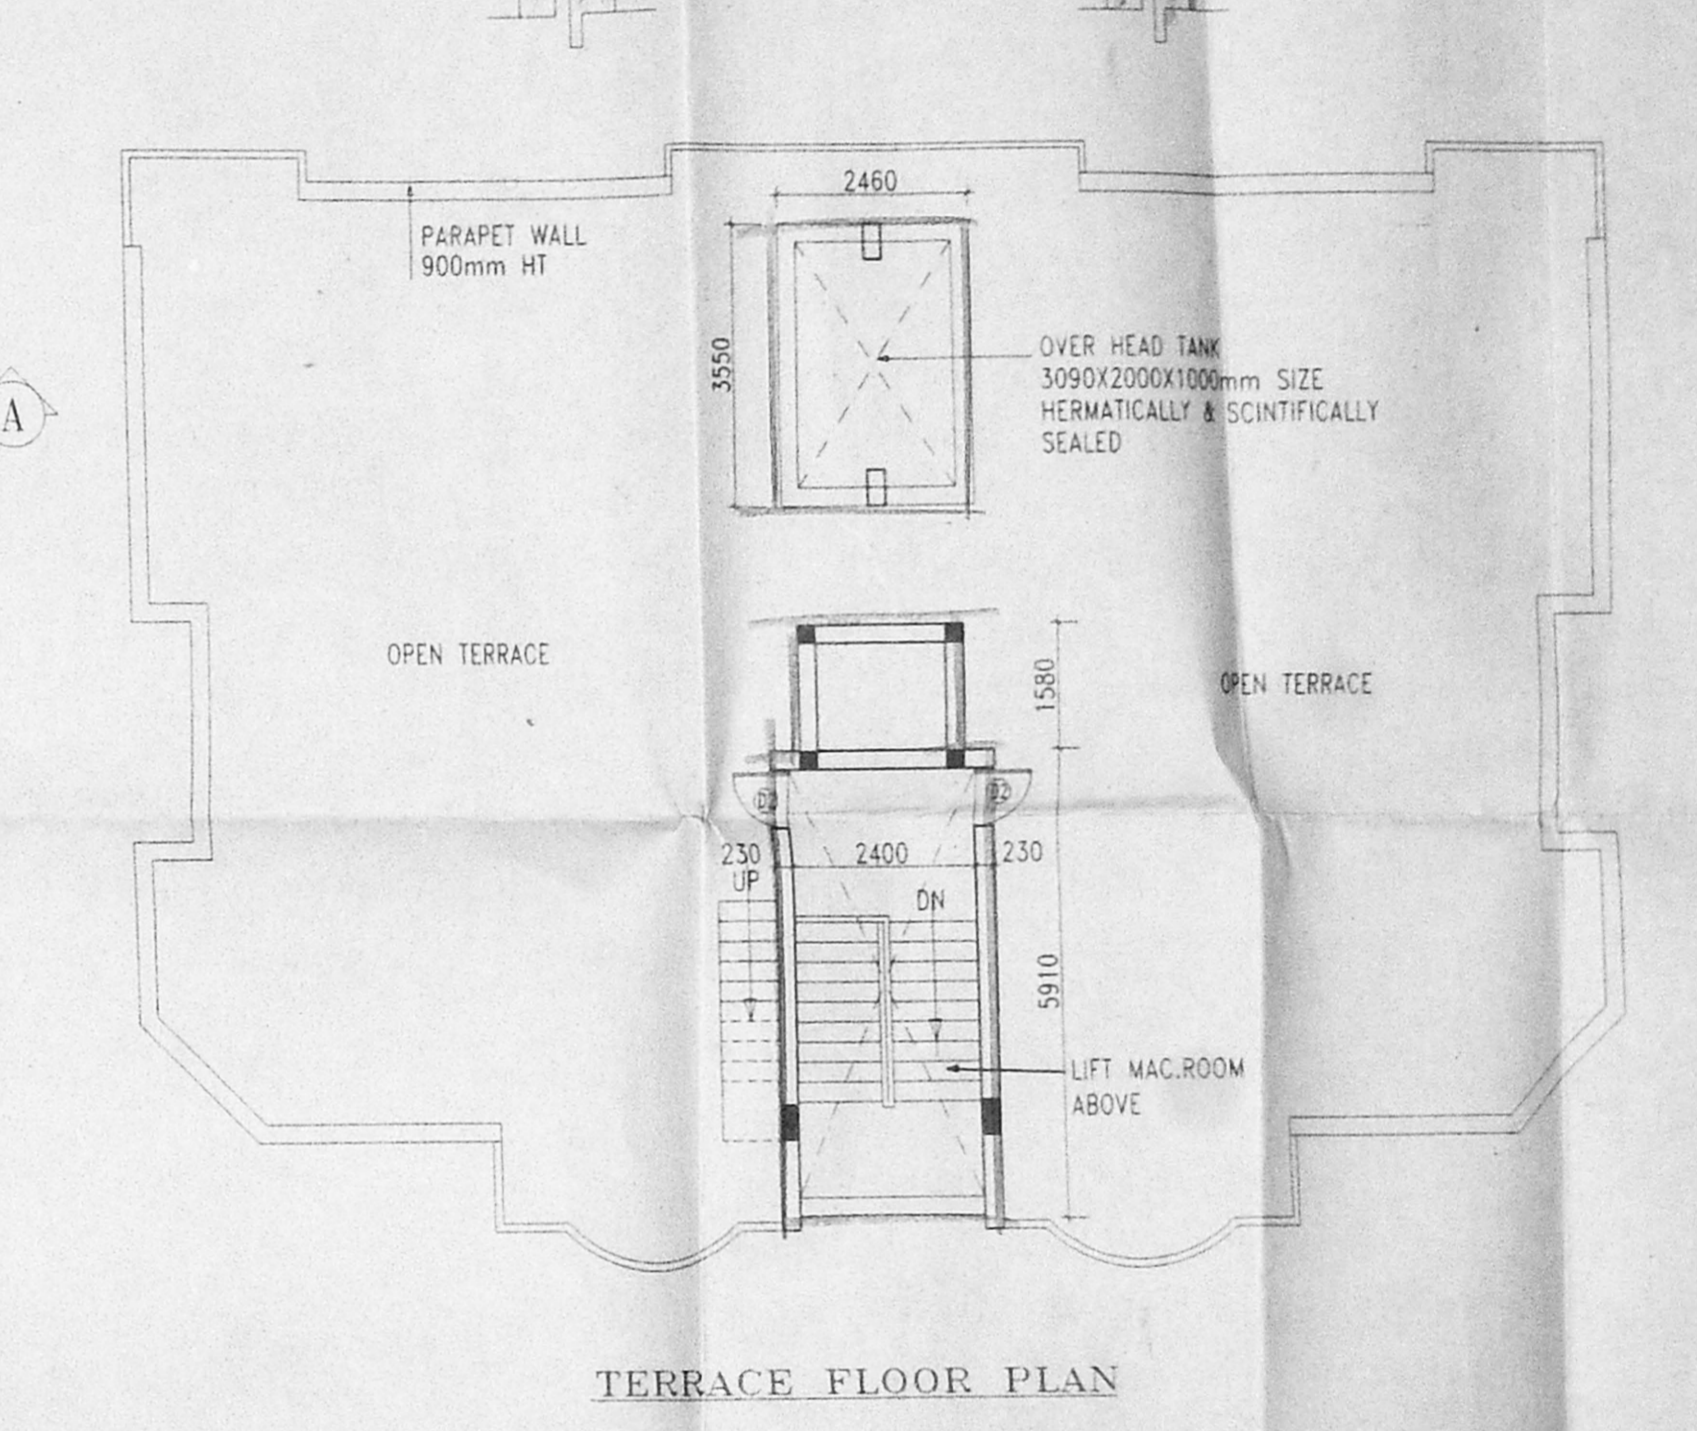 2460
PARAPET WALL
900mm HT
3550
OVER HEAD TANK
3090X2000X1000mm SIZE
HERMATICALLY & SCINTIFICALLY
SEALED
A
OPEN TERRACE
1580
OPEN TERRACE
D2
D2
230
2400
230
UP
DN
5910
LIFT MAC.ROOM
ABOVE
TERRACE FLOOR PLAN